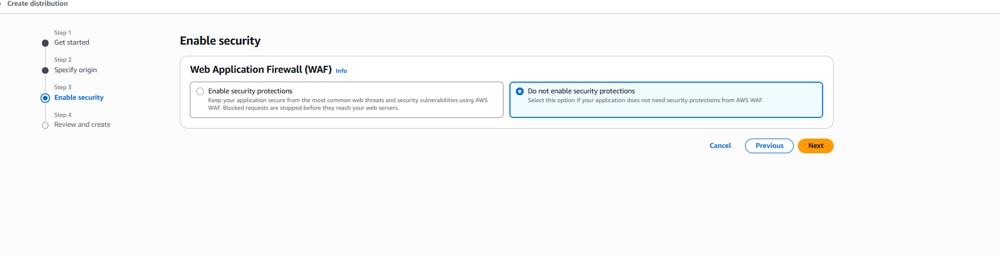 Create distribution
Step 1
Get started
Step 2
Specify origin
Step 3
Enable security
Step 4
Review and create
Enable security
Web Application Firewall (WAF) Info
Enable security protections
Keep your application secure from the most common web threats and security vulnerabilities using AWS
WAF. Blocked requests are stopped before they reach your web servers.
Do not enable security protections
Select this option if your application does not need security protections from AWS WAF.
Cancel
Previous
Next